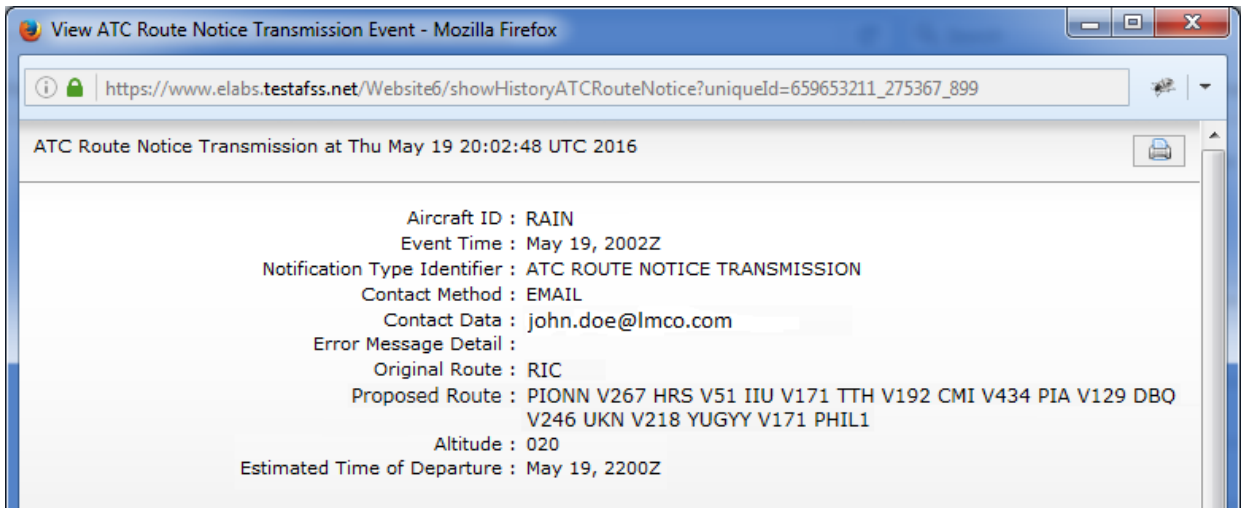 View ATC Route Notice Transmission Event - Mozilla Firefox
https://www.elabs.testafss.net/Website6/showHistoryATCRouteNotice?uniqueId=659653211_275367_899
ATC Route Notice Transmission at Thu May 19 20:02:48 UTC 2016
Aircraft ID : RAIN
Event Time : May 19, 2002Z
Notification Type Identifier : ATC ROUTE NOTICE TRANSMISSION
Contact Method : EMAIL
Contact Data : john.doe@lmco.com
Error Message Detail :
Original Route : RIC
Proposed Route : PIONN V267 HRS V51 IIU V171 TTH V192 CMI V434 PIA V129 DBQ
V246 UKN V218 YUGYY V171 PHIL1
Altitude : 020
Estimated Time of Departure : May 19, 2200Z